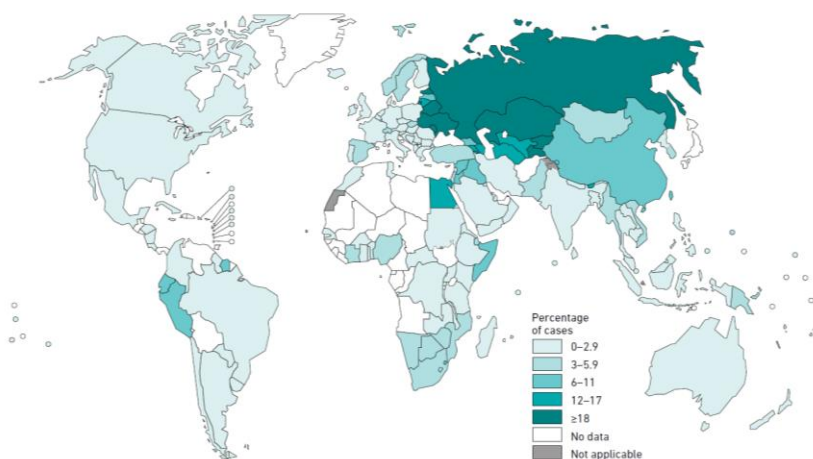 Percentage
of cases
0–2.9
3–5.9
6–11
12–17
≥18
No data
Not applicable